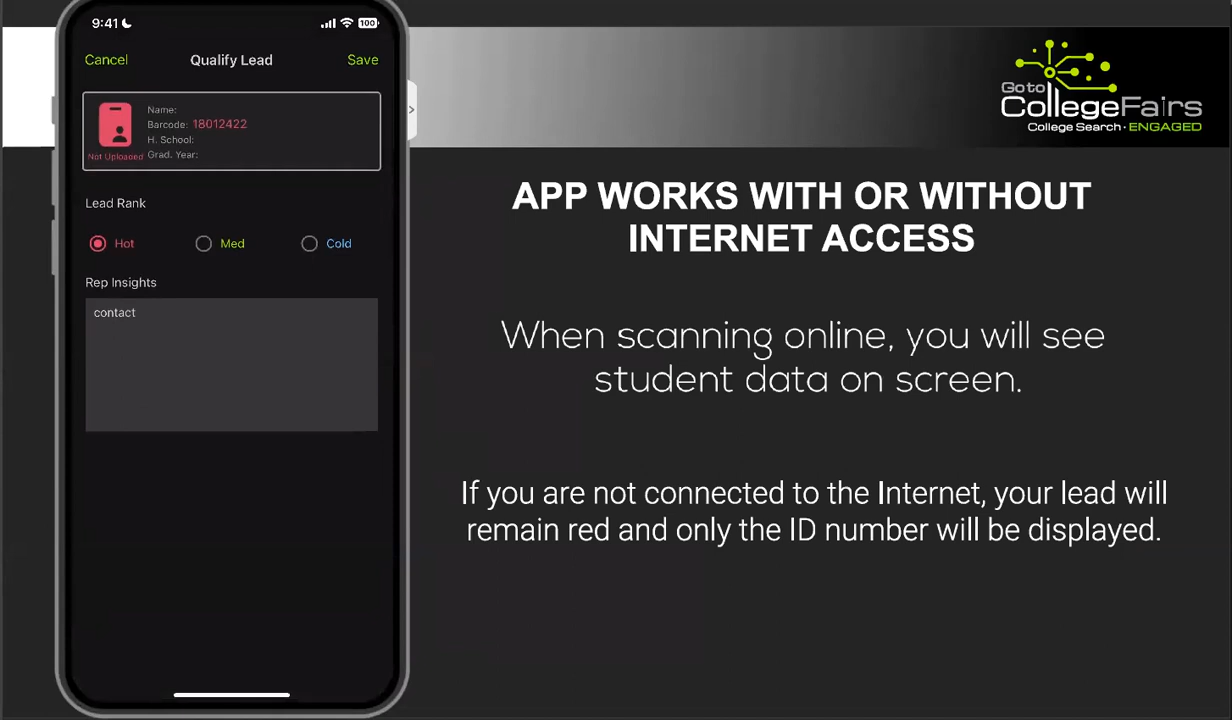 9:41
100
Cancel
Qualify Lead
Save
Name:
Barcode: 18012422
H. School:
Not Uploaded
Grad. Year:
Lead Rank
Hot
Med
Cold
Rep Insights
contact
Go to
CollegeFairs
College Search · ENGAGED
APP WORKS WITH OR WITHOUT
INTERNET ACCESS
When scanning online, you will see
student data on screen.
If you are not connected to the Internet, your lead will
remain red and only the ID number will be displayed.